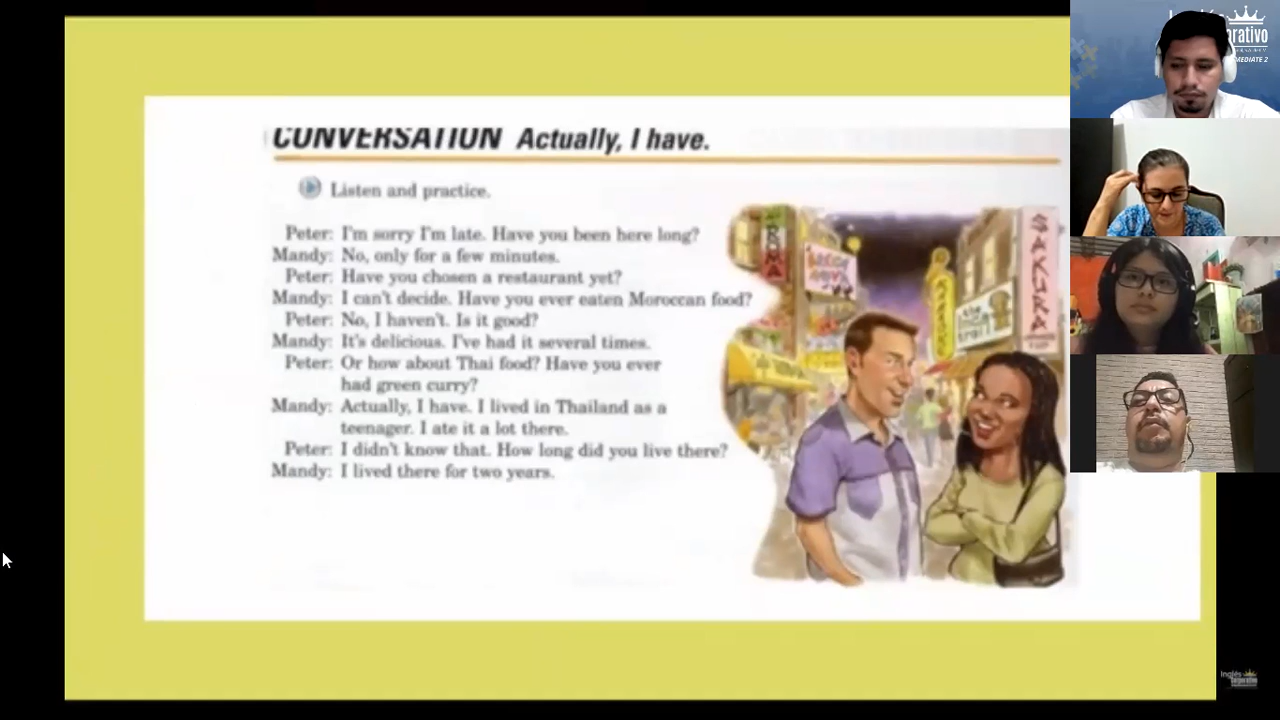 CONVERSATION Actually, I have.
Listen and practice.
Peter: I'm sorry I'm late. Have you been here long?
Mandy: No, only for a few minutes.
Peter: Have you chosen a restaurant yet?
Mandy: I can't decide. Have you ever eaten Moroccan food?
Peter: No, I haven't. Is it good?
Mandy: It's delicious. I've had it several times.
Peter: Or how about Thai food? Have you ever
had green curry?
Mandy: Actually, I have. I lived in Thailand as a
teenager. I ate it a lot there.
Peter: I didn't know that. How long did you live there?
Mandy: I lived there for two years.
SAKURA
Inglés
Corporativo